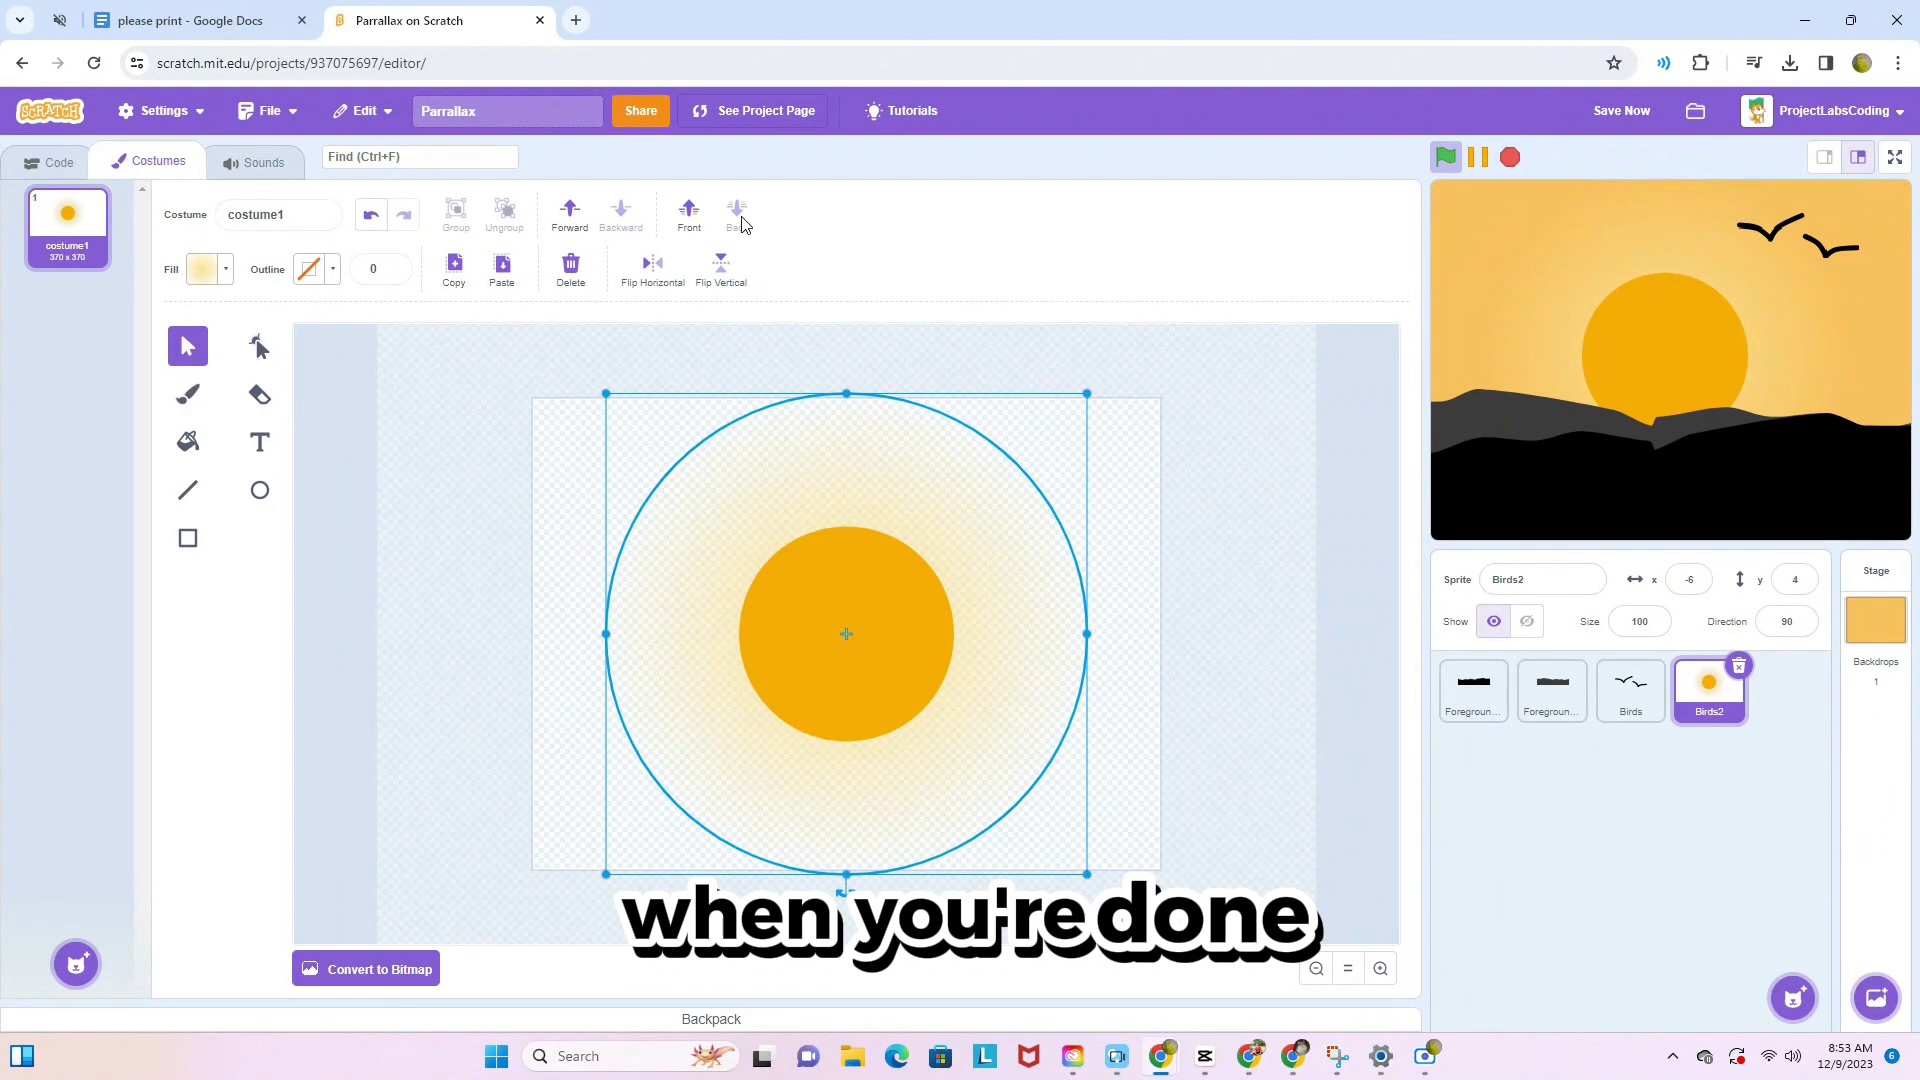 please print - Google Docs
Parrallax on Scratch
scratch.mit.edu/projects/937075697/editor/
SCRATCH
Settings
File
Edit
Parrallax
Share
See Project Page
Tutorials
Save Now
ProjectLabsCoding
Code
Costumes
Sounds
Find (Ctrl+F)
1
costume1
370 x 370
Costume
costume1
Group
Ungroup
Forward
Backward
Front
Fill
Outline
0
Copy
Paste
Delete
Flip Horizontal
Flip Vertical
when you're done
Convert to Bitmap
Backpack
Sprite
Birds2
x
-6
y
4
Show
Size
100
Direction
90
Stage
Backdrops
1
Foregroun...
Foregroun...
Birds
Birds2
Search
8:53 AM
12/9/2023
6